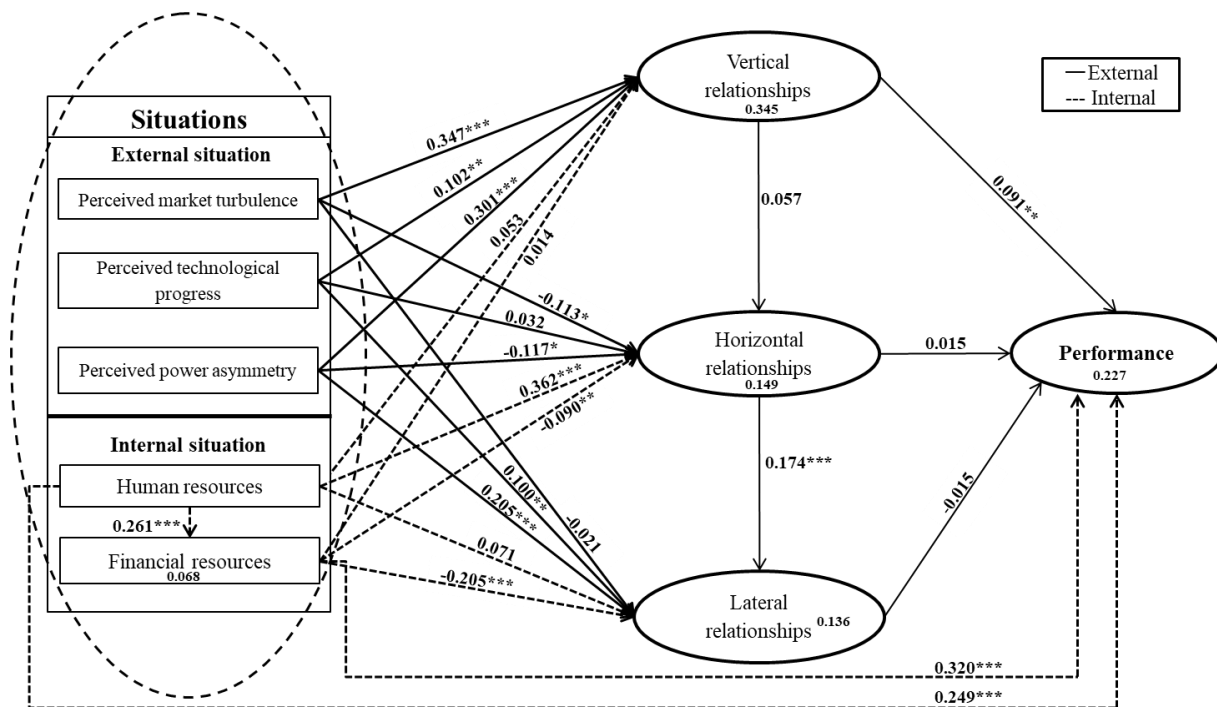 Situations
External situation
Perceived market turbulence
Perceived technological
progress
Perceived power asymmetry
Internal situation
Human resources
0.261***
Financial resources
0.068
0.347***
0.102**
0.301***
0.053
0.014
-0.113*
0.032
-0.117*
0.362***
-0.090**
0.100**
0.205***
-0.021
0.071
-0.205***
Vertical
relationships
0.345
0.057
Horizontal
relationships
0.149
0.174***
Lateral
relationships 0.136
0.091**
0.015
-0.015
Performance
0.227
0.320***
0.249***
External
Internal